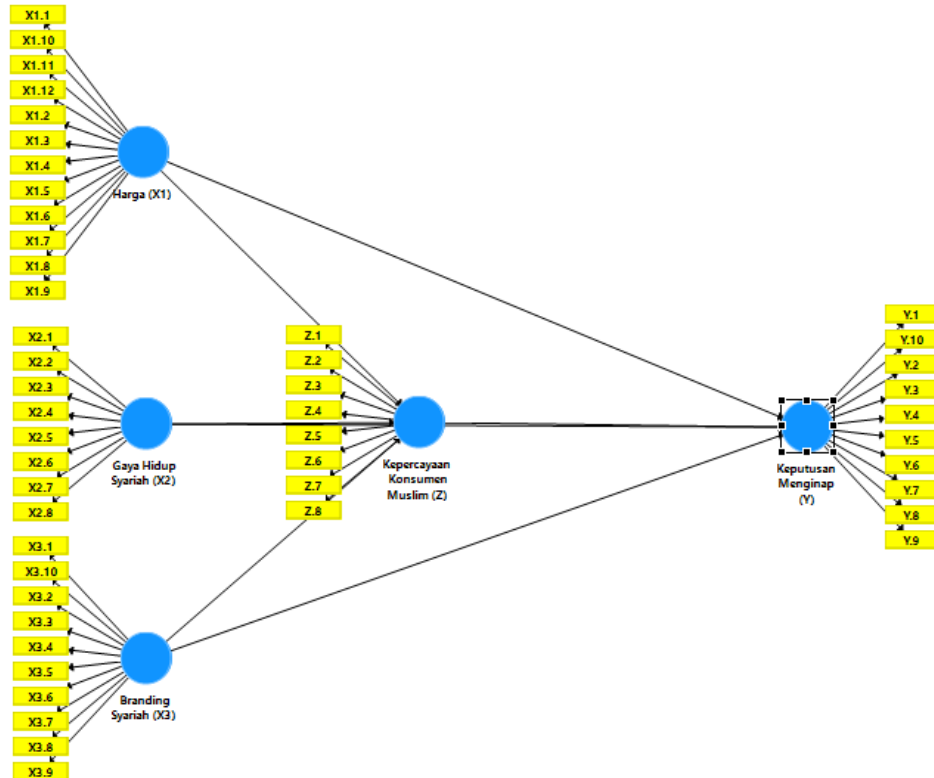 X1.1
X1.10
X1.11
X1.12
X1.2
X1.3
X1.4
X1.5
X1.6
X1.7
X1.8
X1.9
Harga (X1)
X2.1
X2.2
X2.3
X2.4
X2.5
X2.6
X2.7
X2.8
Gaya Hidup
Syariah (X2)
X3.1
X3.10
X3.2
X3.3
X3.4
X3.5
X3.6
X3.7
X3.8
X3.9
Branding
Syariah (X3)
Z.1
Z.2
Z.3
Z.4
Z.5
Z.6
Z.7
Z.8
Kepercayaan
Konsumen
Muslim (Z)
Keputusan
Menginap
(Y)
Y.1
Y.10
Y.2
Y.3
Y.4
Y.5
Y.6
Y.7
Y.8
Y.9